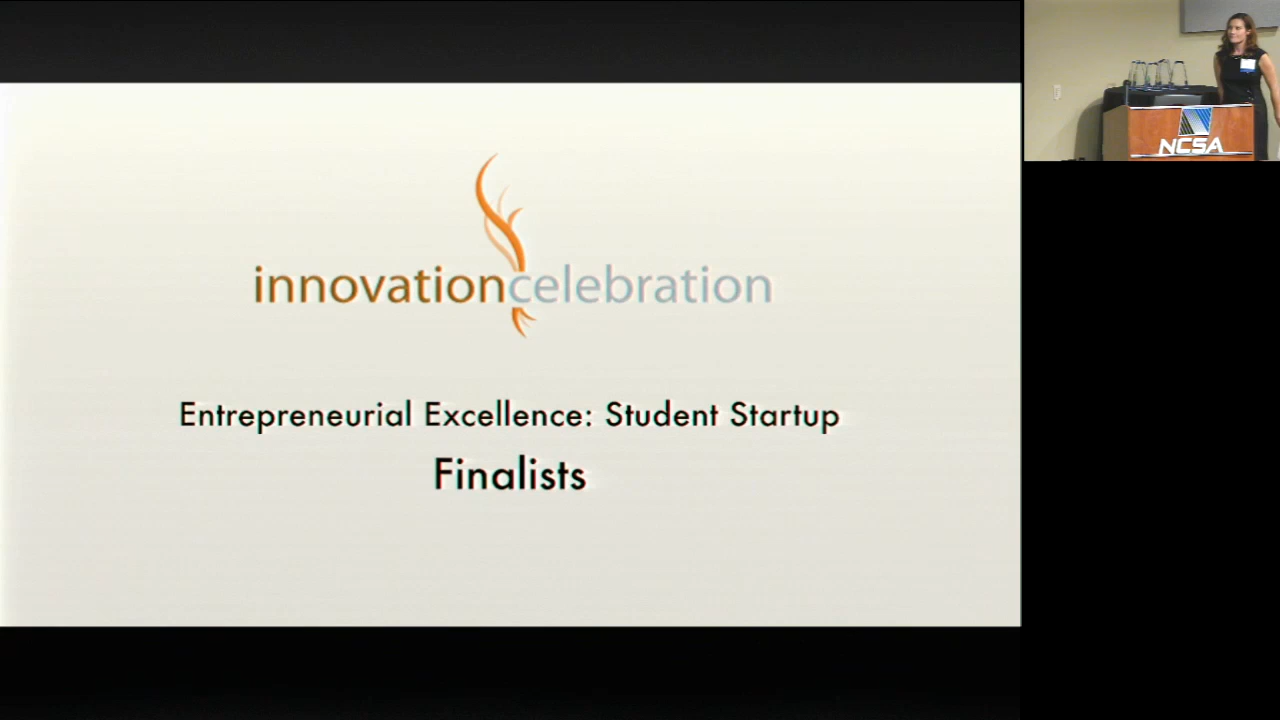 innovationcelebration
Entrepreneurial Excellence: Student Startup
Finalists
NCSA